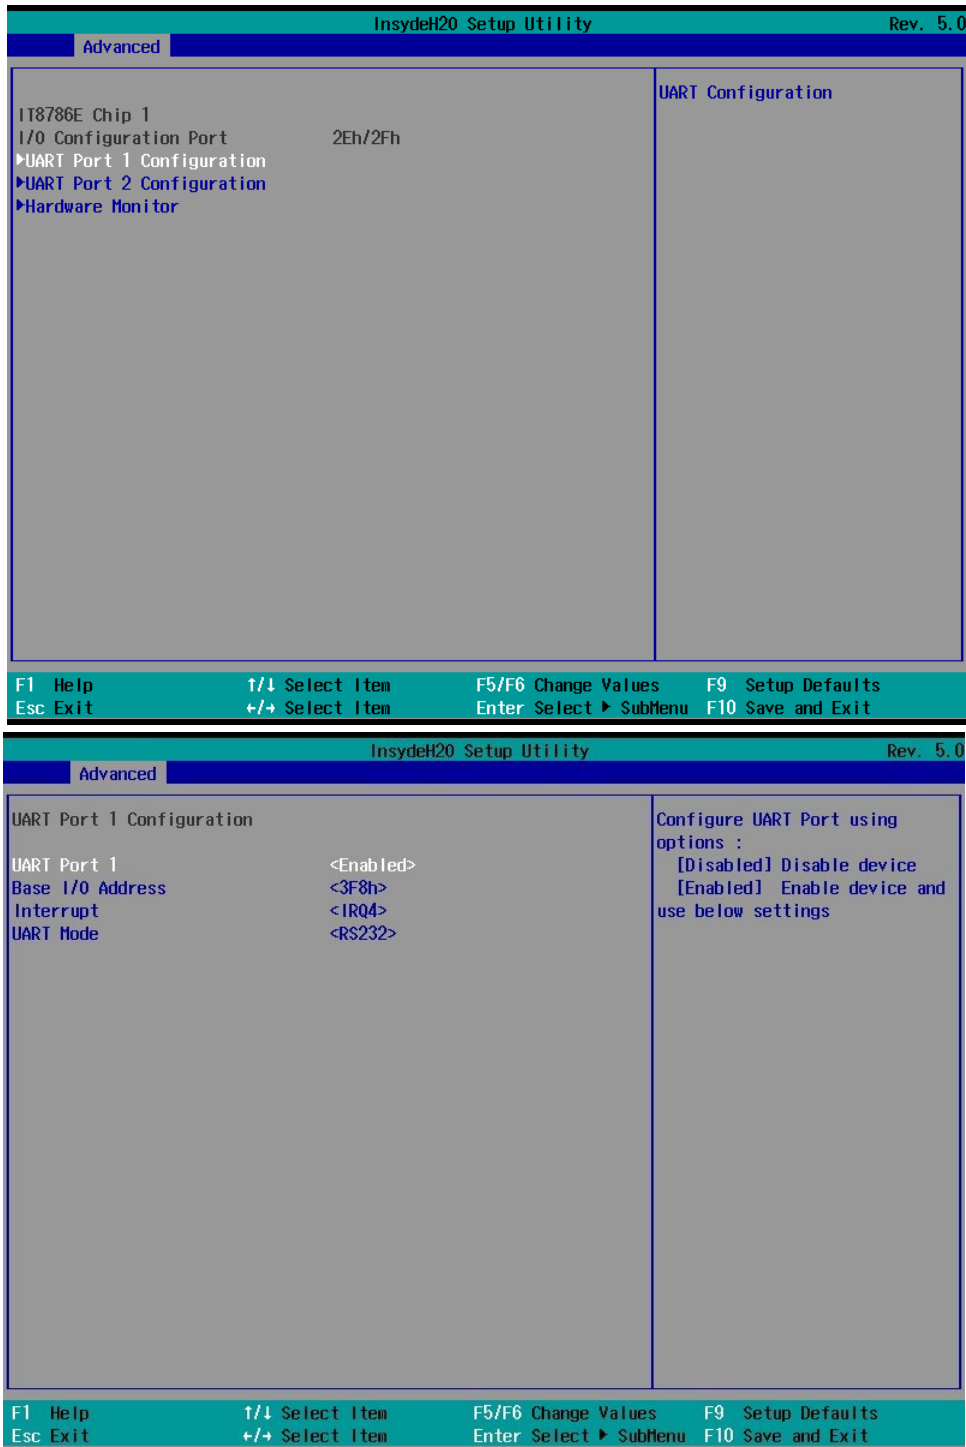 InsydeH20 Setup Utility Rev. 5.0
Advanced
IT8786E Chip 1
I/O Configuration Port 2Eh/2Fh
▶UART Port 1 Configuration
▶UART Port 2 Configuration
▶Hardware Monitor
UART Configuration
F1 Help ↑/↓ Select Item F5/F6 Change Values F9 Setup Defaults
Esc Exit ←/→ Select Item Enter Select ▶ SubMenu F10 Save and Exit
InsydeH20 Setup Utility Rev. 5.0
Advanced
UART Port 1 Configuration
UART Port 1 <Enabled>
Base I/O Address <3F8h>
Interrupt <IRQ4>
UART Mode <RS232>
Configure UART Port using
options :
[Disabled] Disable device
[Enabled] Enable device and
use below settings
F1 Help ↑/↓ Select Item F5/F6 Change Values F9 Setup Defaults
Esc Exit ←/→ Select Item Enter Select ▶ SubMenu F10 Save and Exit